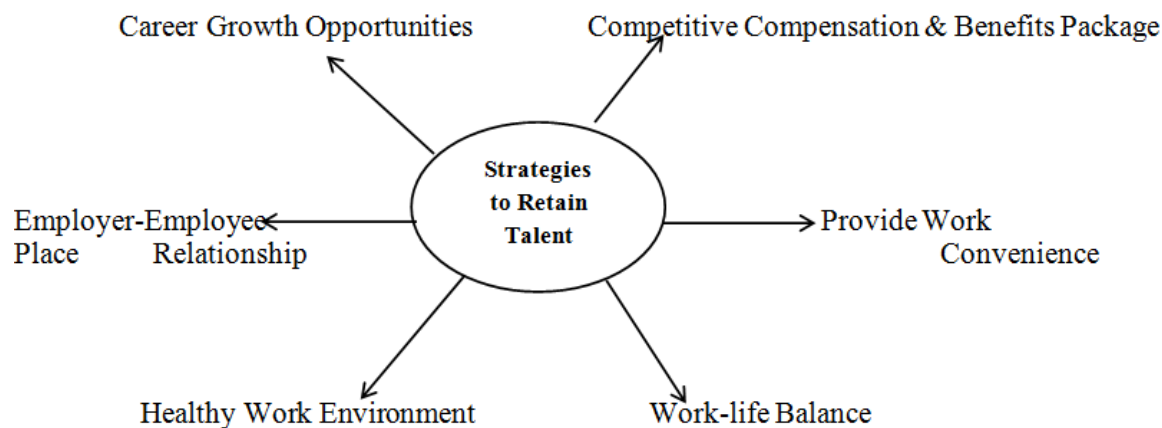 Career Growth Opportunities
Competitive Compensation & Benefits Package
Strategies
to Retain
Talent
Employer-Employee
Provide Work
Place Relationship
Convenience
Healthy Work Environment
Work-life Balance